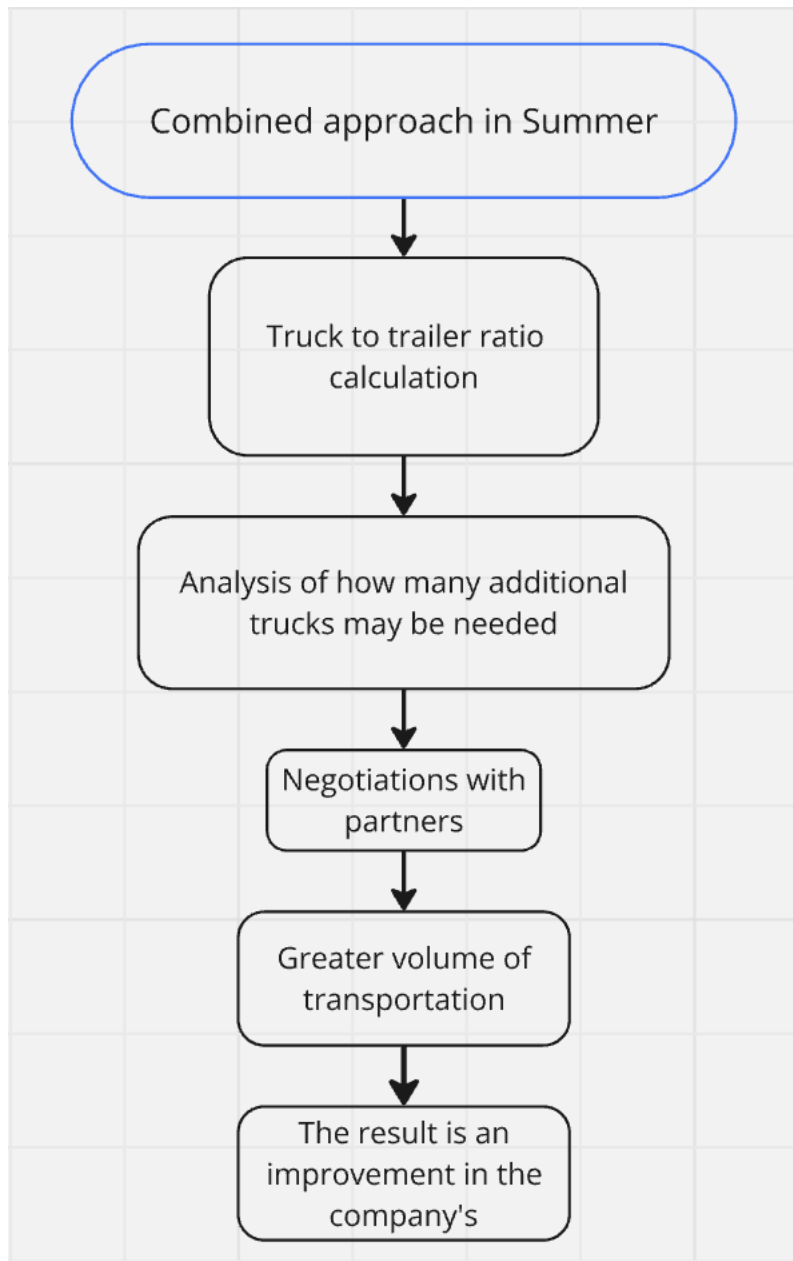 Combined approach in Summer
Truck to trailer ratio
calculation
Analysis of how many additional
trucks may be needed
Negotiations with
partners
Greater volume of
transportation
The result is an
improvement in the
company's